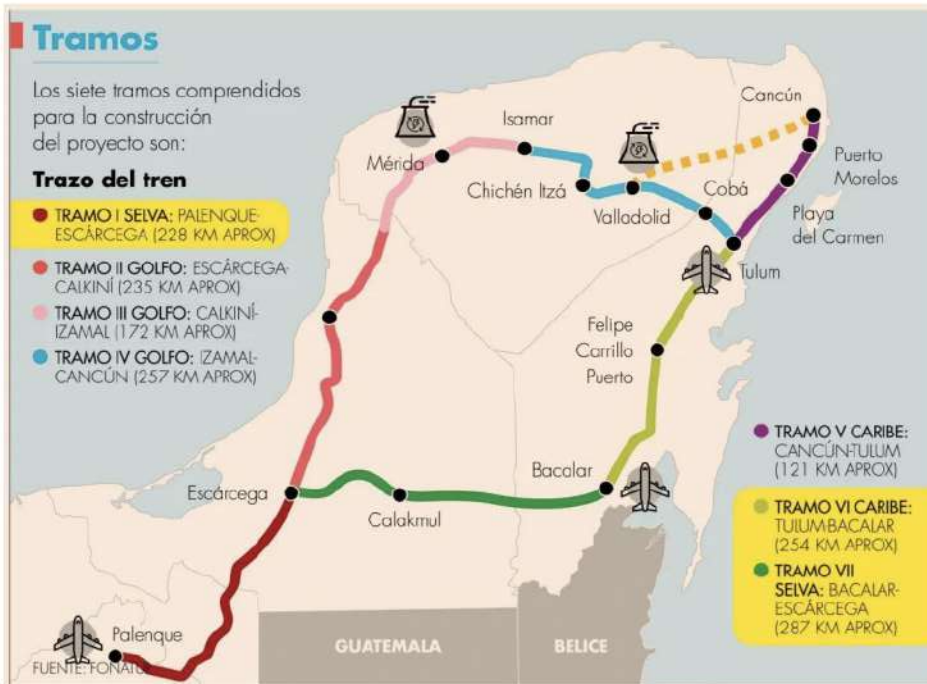 Tramos
Los siete tramos comprendidos
para la construcción
del proyecto son:
Trazo del tren
TRAMO I SELVA: PALENQUE-
ESCÁRCEGA (228 KM APROX)
TRAMO II GOLFO: ESCÁRCEGA-
CALKINÍ (235 KM APROX)
TRAMO III GOLFO: CALKINÍ-
IZAMAL (172 KM APROX)
TRAMO IV GOLFO: IZAMAL-
CANCÚN (257 KM APROX)
Cancún
Isamar
Mérida
Puerto
Morelos
Chichén Itzá
Cobá
Valladolid
Playa
del Carmen
Tulum
Felipe
Carrillo
Puerto
TRAMO V CARIBE:
CANCÚN-TULUM
(121 KM APROX)
Bacolar
Escárcega
Calakmul
TRAMO VI CARIBE:
TULUM-BACALAR
(254 KM APROX)
TRAMO VII
SELVA: BACALAR-
ESCÁRCEGA
(287 KM APROX)
Palenque
GUATEMALA
BELICE
FUENTE: FONATUR